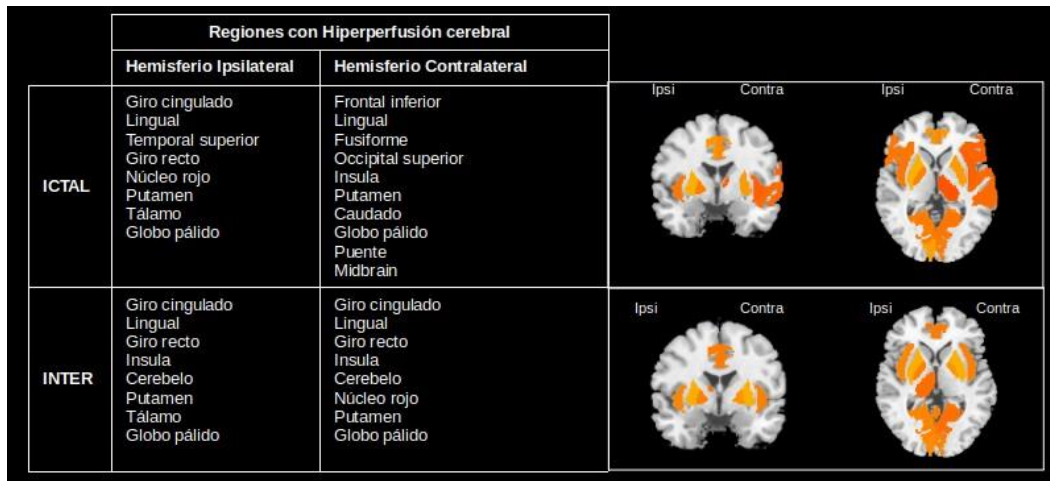 Regiones con Hiperperfusión cerebral
Hemisferio Ipsilateral
Hemisferio Contralateral
ICTAL
Giro cingulado
Lingual
Temporal superior
Giro recto
Núcleo rojo
Putamen
Tálamo
Globo pálido
Frontal inferior
Lingual
Fusiforme
Occipital superior
Insula
Putamen
Caudado
Globo pálido
Puente
Midbrain
Ipsi
Contra
Ipsi
Contra
INTER
Giro cingulado
Lingual
Giro recto
Insula
Cerebelo
Putamen
Tálamo
Globo pálido
Giro cingulado
Lingual
Giro recto
Insula
Cerebelo
Núcleo rojo
Putamen
Globo pálido
Ipsi
Contra
Ipsi
Contra